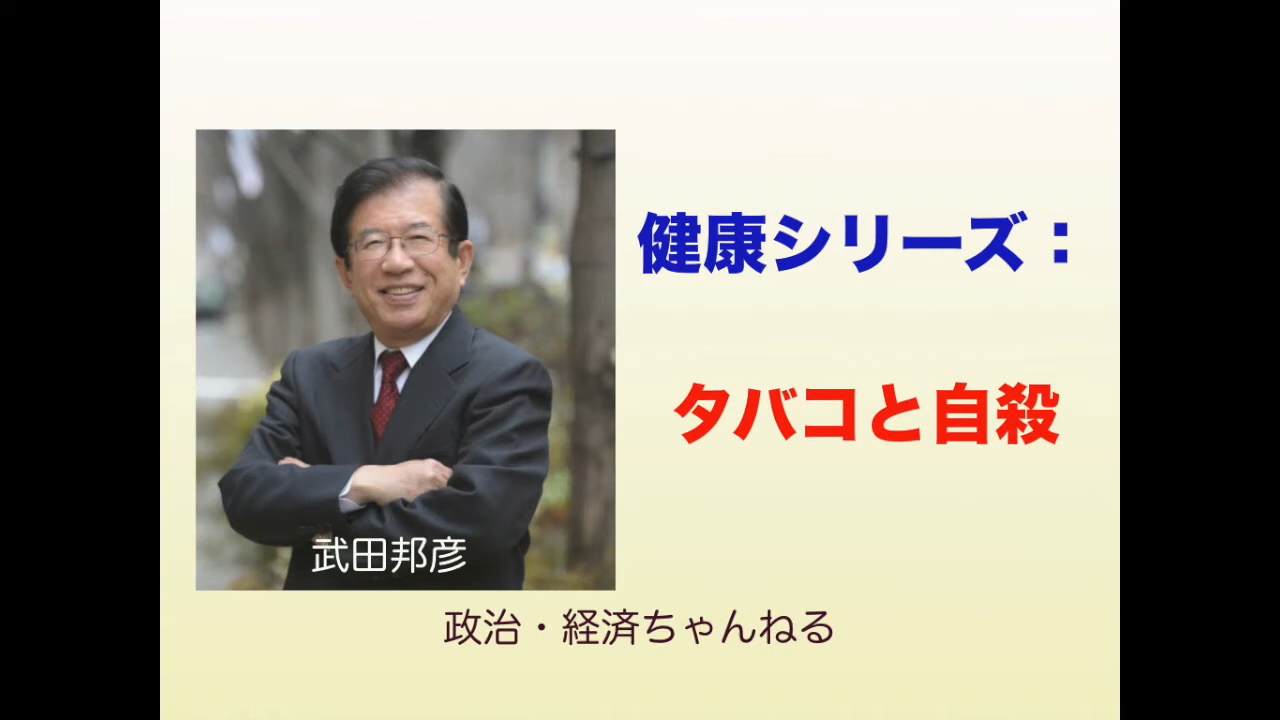 健康シリーズ：
タバコと自殺
武田邦彦
政治・経済ちゃんねる